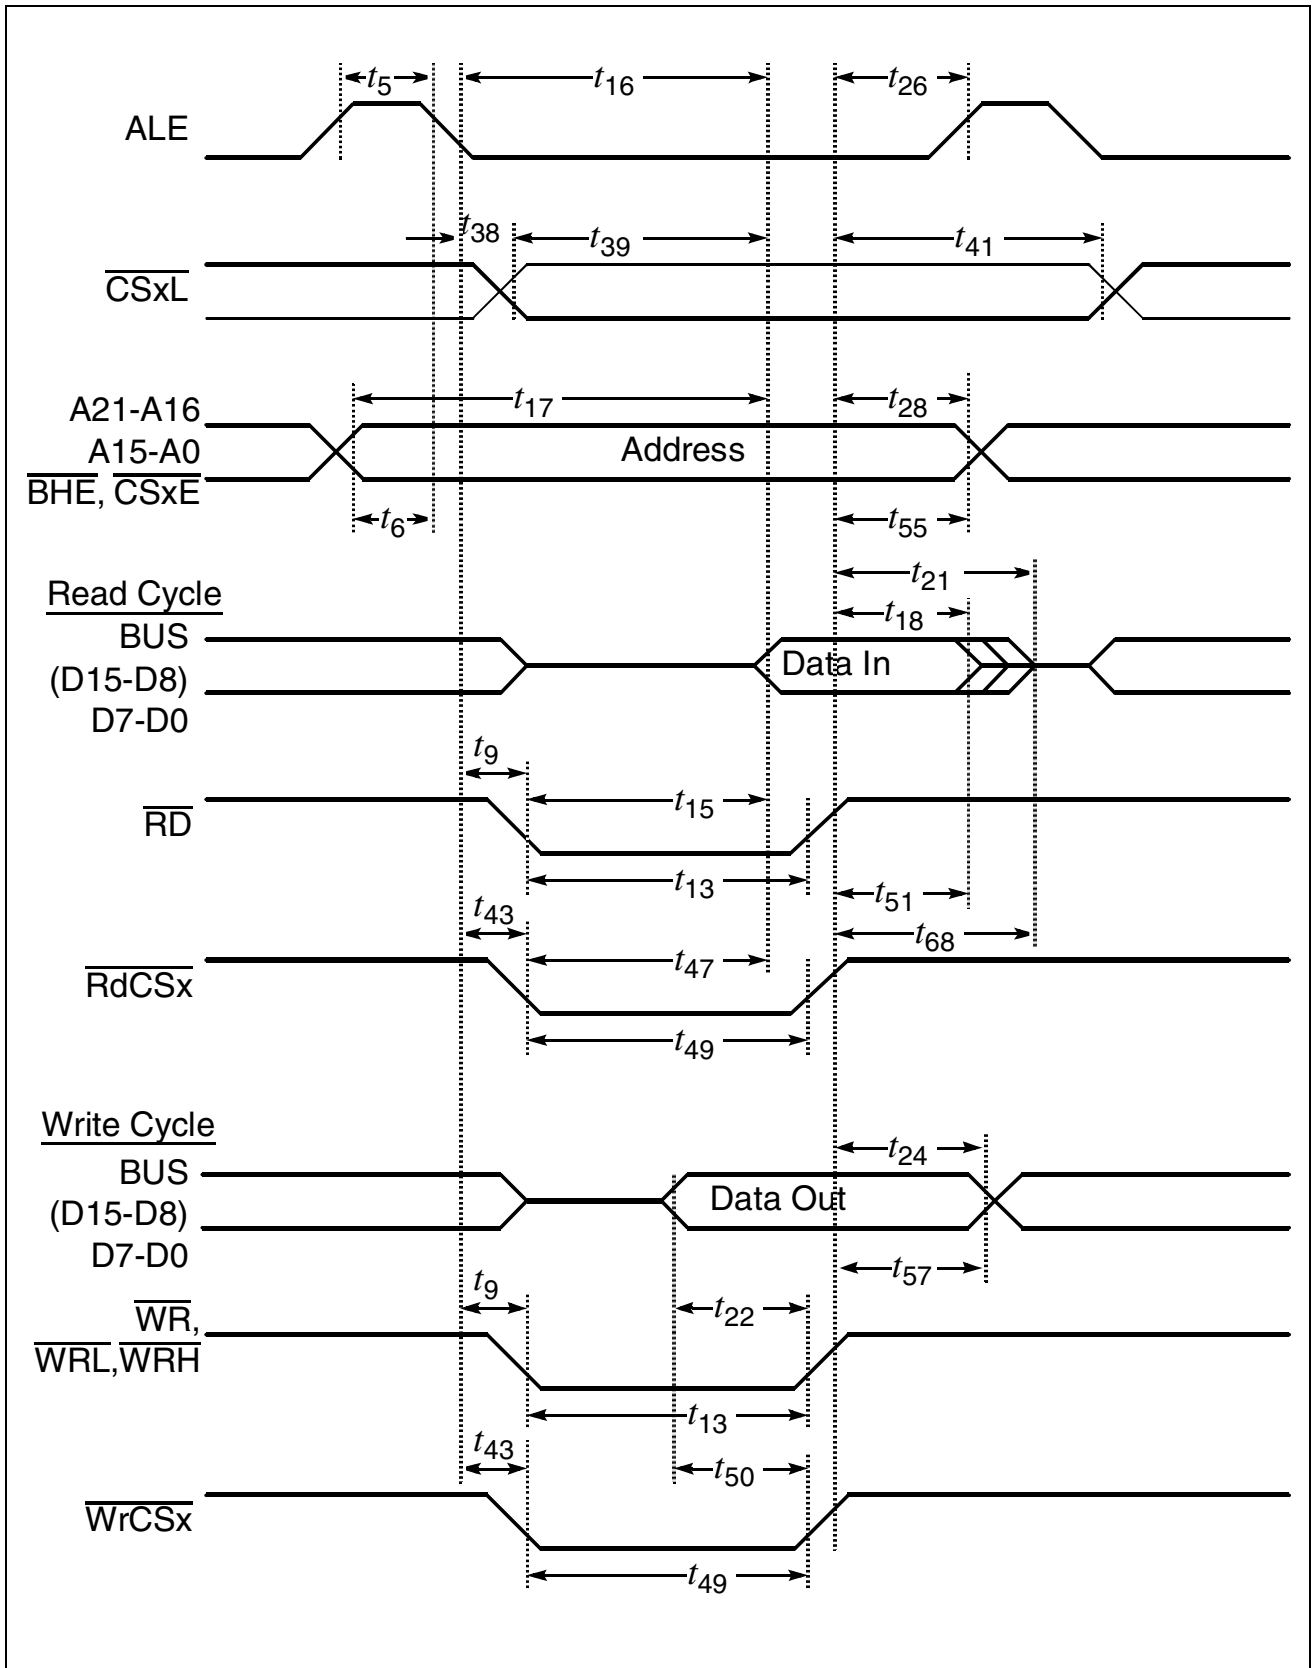 t5 t16 t26
ALE
t38 t39 t41
CSxL
A21-A16 t17 t28
A15-A0 Address
BHE, CSxE
t6 t55
t21
Read Cycle
t18
BUS
(D15-D8) Data In
D7-D0
t9
RD t15
t13 t51
t43 t68
RdCSx t47
t49
Write Cycle
t24
BUS
(D15-D8) Data Out
D7-D0
t9 t57
WR, t22
WRL,WRH
t13
t43 t50
WrCSx
t49